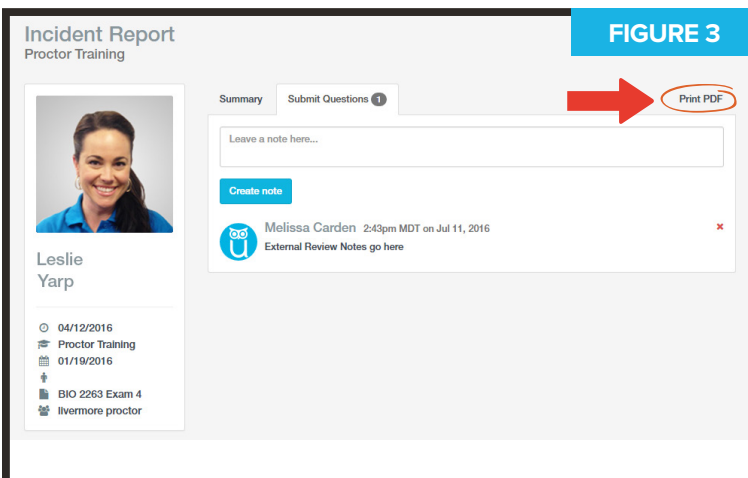 Incident Report
Proctor Training
FIGURE 3
Summary
Submit Questions 1
Print PDF
Leave a note here...
Create note
Melissa Carden 2:43pm MDT on Jul 11, 2016
External Review Notes go here
Leslie
Yarp
04/12/2016
Proctor Training
01/19/2016
BIO 2263 Exam 4
livermore proctor